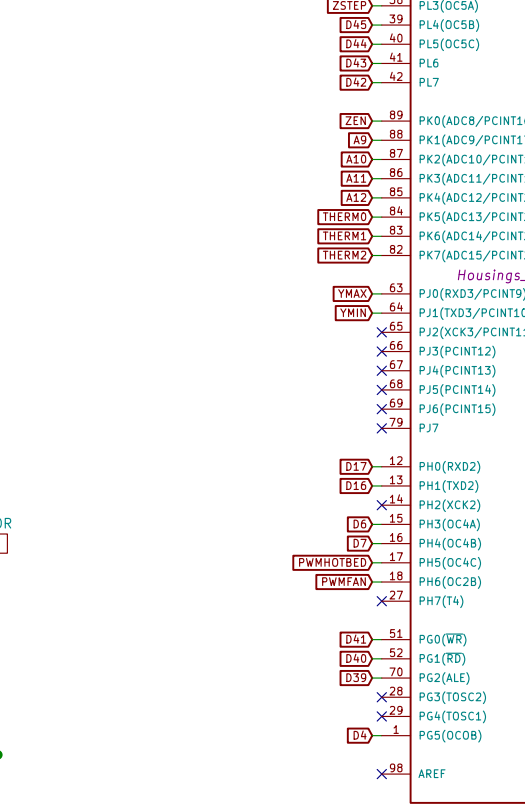 ZSTEP PL3(OC5A)
D45 39 PL4(OC5B)
D44 40 PL5(OC5C)
D43 41 PL6
D42 42 PL7
ZEN 89 PK0(ADC8/PCINT1
A9 88 PK1(ADC9/PCINT1
A10 87 PK2(ADC10/PCINT
A11 86 PK3(ADC11/PCINT
A12 85 PK4(ADC12/PCINT
THERM0 84 PK5(ADC13/PCINT
THERM1 83 PK6(ADC14/PCINT
THERM2 82 PK7(ADC15/PCINT
Housings_
YMAX 63 PJ0(RXD3/PCINT9)
YMIN 64 PJ1(TXD3/PCINT10
65 PJ2(XCK3/PCINT11
66 PJ3(PCINT12)
67 PJ4(PCINT13)
68 PJ5(PCINT14)
69 PJ6(PCINT15)
79 PJ7
D17 12 PH0(RXD2)
D16 13 PH1(TXD2)
14 PH2(XCK2)
OR
D6 15 PH3(OC4A)
D7 16 PH4(OC4B)
PWMHOTBED 17 PH5(OC4C)
PWMFAN 18 PH6(OC2B)
27 PH7(T4)
D41 51 PG0(WR)
D40 52 PG1(RD)
D39 70 PG2(ALE)
28 PG3(TOSC2)
29 PG4(TOSC1)
D4 1 PG5(OC0B)
98 AREF